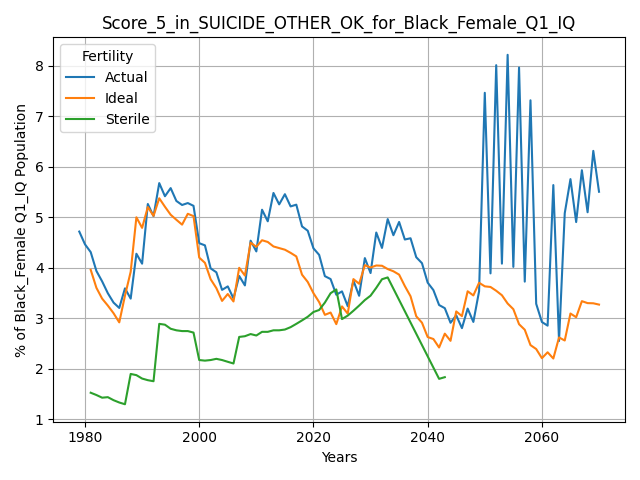 Score_5_in_SUICIDE_OTHER_OK_for_Black_Female_Q1_IQ
Fertility
Actual
Ideal
Sterile
% of Black_Female Q1_IQ Population
8
7
6
5
4
3
2
1
1980
2000
2020
2040
2060
Years